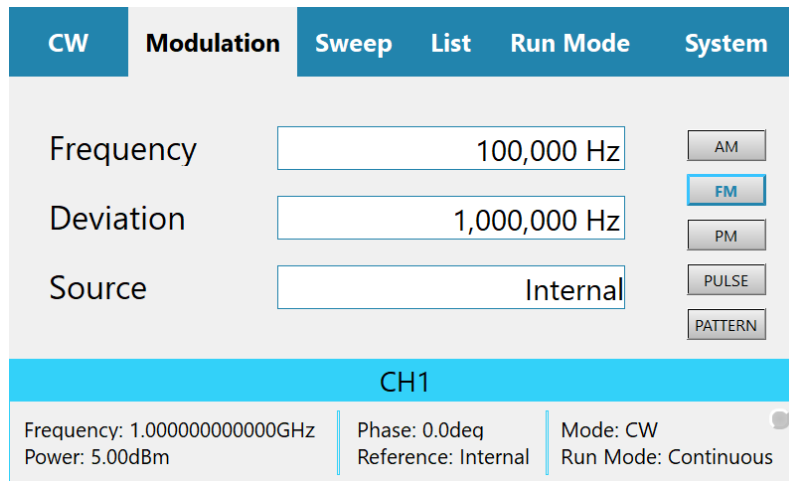 CW Modulation Sweep List Run Mode System
Frequency 100,000 Hz AM
FM
Deviation 1,000,000 Hz PM
Source Internal PULSE
PATTERN
CH1
Frequency: 1.000000000000GHz Phase: 0.0deg Mode: CW
Power: 5.00dBm Reference: Internal Run Mode: Continuous